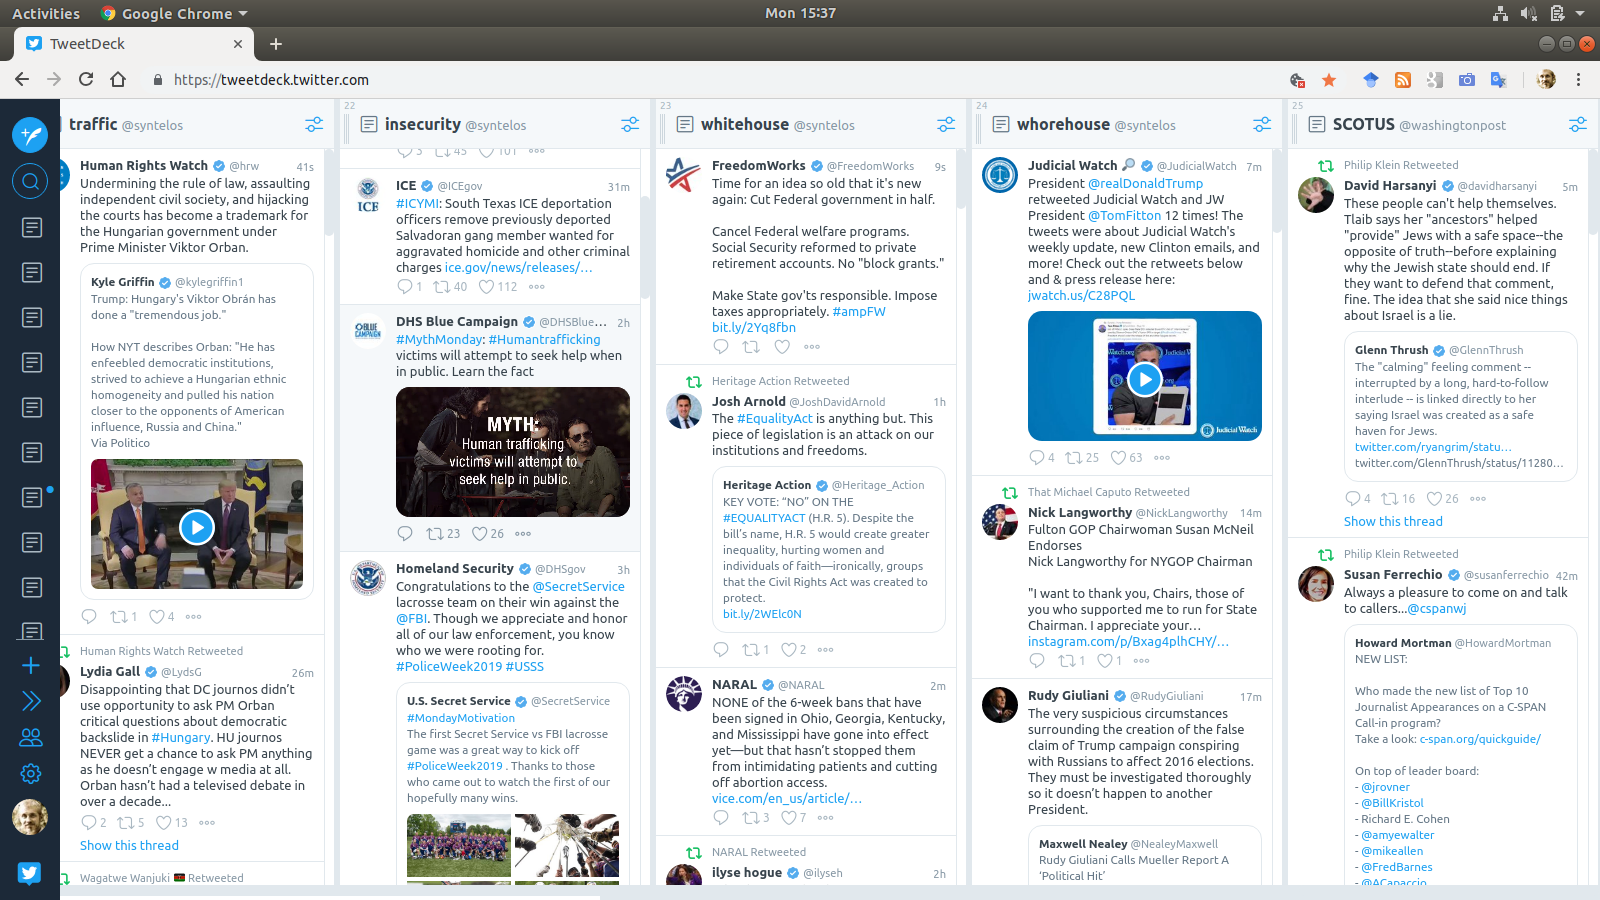 Activities
Google Chrome
Mon 15:37
TweetDeck
https://tweetdeck.twitter.com
traffic @syntelos
Human Rights Watch @hrw 41s
Undermining the rule of law, assaulting
independent civil society, and hijacking
the courts has become a trademark for
the Hungarian government under
Prime Minister Viktor Orban.
Kyle Griffin @kylegriffin1
Trump: Hungary's Viktor Obrán has
done a "tremendous job."
How NYT describes Orban: "He has
enfeebled democratic institutions,
strived to achieve a Hungarian ethnic
homogeneity and pulled his nation
closer to the opponents of American
influence, Russia and China."
Via Politico
1 4
Human Rights Watch Retweeted
Lydia Gall @LydsG 26m
Disappointing that DC journos didn't
use opportunity to ask PM Orban
critical questions about democratic
backslide in #Hungary. HU journos
NEVER get a chance to ask PM anything
as he doesn't engage w media at all.
Orban hasn't had a televised debate in
over a decade...
2 5 13
Show this thread
Wagatwe Wanjuki Retweeted
22
insecurity @syntelos
3 45 101
ICE @ICEgov 31m
#ICYMI: South Texas ICE deportation
officers remove previously deported
Salvadoran gang member wanted for
aggravated homicide and other criminal
charges ice.gov/news/releases/…
1 40 112
DHS Blue Campaign @DHSBlue… 2h
#MythMonday: #Humantrafficking
victims will attempt to seek help when
in public. Learn the fact
MYTH:
Human trafficking
victims will attempt to
seek help in public.
23 26
Homeland Security @DHSgov 3h
Congratulations to the @SecretService
lacrosse team on their win against the
@FBI. Though we appreciate and honor
all of our law enforcement, you know
who we were rooting for.
#PoliceWeek2019 #USSS
U.S. Secret Service @SecretService
#MondayMotivation
The first Secret Service vs FBI lacrosse
game was a great way to kick off
#PoliceWeek2019 . Thanks to those
who came out to watch the first of our
hopefully many wins.
23
whitehouse @syntelos
FreedomWorks @FreedomWorks 9s
Time for an idea so old that it's new
again: Cut Federal government in half.
Cancel Federal welfare programs.
Social Security reformed to private
retirement accounts. No "block grants."
Make State gov'ts responsible. Impose
taxes appropriately. #ampFW
bit.ly/2Yq8fbn
Heritage Action Retweeted
Josh Arnold @JoshDavidArnold 1h
The #EqualityAct is anything but. This
piece of legislation is an attack on our
institutions and freedoms.
Heritage Action @Heritage_Action
KEY VOTE: “NO” ON THE
#EQUALITYACT (H.R. 5). Despite the
bill's name, H.R. 5 would create greater
inequality, hurting women and
individuals of faith—ironically, groups
that the Civil Rights Act was created to
protect.
bit.ly/2WElc0N
1 2
NARAL @NARAL 2m
NONE of the 6-week bans that have
been signed in Ohio, Georgia, Kentucky,
and Mississippi have gone into effect
yet—but that hasn't stopped them
from intimidating patients and cutting
off abortion access.
vice.com/en_us/article/…
3 7
NARAL Retweeted
ilyse hogue @ilyseh 2h
24
whorehouse @syntelos
Judicial Watch @JudicialWatch 7m
President @realDonaldTrump
retweeted Judicial Watch and JW
President @TomFitton 12 times! The
tweets were about Judicial Watch's
weekly update, new Clinton emails, and
more! Check out the retweets below
and & press release here:
jwatch.us/C28PQL
Judicial Watch
4 25 63
That Michael Caputo Retweeted
Nick Langworthy @NickLangworthy 14m
Fulton GOP Chairwoman Susan McNeil
Endorses
Nick Langworthy for NYGOP Chairman
"I want to thank you, Chairs, those of
you who supported me to run for State
Chairman. I appreciate your…
instagram.com/p/Bxag4plhCHY/…
1 1
Rudy Giuliani @RudyGiuliani 17m
The very suspicious circumstances
surrounding the creation of the false
claim of Trump campaign conspiring
with Russians to affect 2016 elections.
They must be investigated thoroughly
so it doesn't happen to another
President.
Maxwell Nealey @NealeyMaxwell
Rudy Giuliani Calls Mueller Report A
‘Political Hit’
25
SCOTUS @washingtonpost
Philip Klein Retweeted
David Harsanyi @davidharsanyi 5m
These people can't help themselves.
Tlaib says her "ancestors" helped
"provide" Jews with a safe space--the
opposite of truth--before explaining
why the Jewish state should end. If
they want to defend that comment,
fine. The idea that she said nice things
about Israel is a lie.
Glenn Thrush @GlennThrush
The "calming" feeling comment --
interrupted by a long, hard-to-follow
interlude -- is linked directly to her
saying Israel was created as a safe
haven for Jews.
twitter.com/ryangrim/statu…
twitter.com/GlennThrush/status/11280…
4 16 26
Show this thread
Philip Klein Retweeted
Susan Ferrechio @susanferrechio 42m
Always a pleasure to come on and talk
to callers...@cspanwj
Howard Mortman @HowardMortman
NEW LIST:
Who made the new list of Top 10
Journalist Appearances on a C-SPAN
Call-in program?
Take a look: c-span.org/quickguide/
On top of leader board:
- @jrovner
- @BillKristol
- Richard E. Cohen
- @amyewalter
- @mikeallen
- @FredBarnes
- @ACapaccio